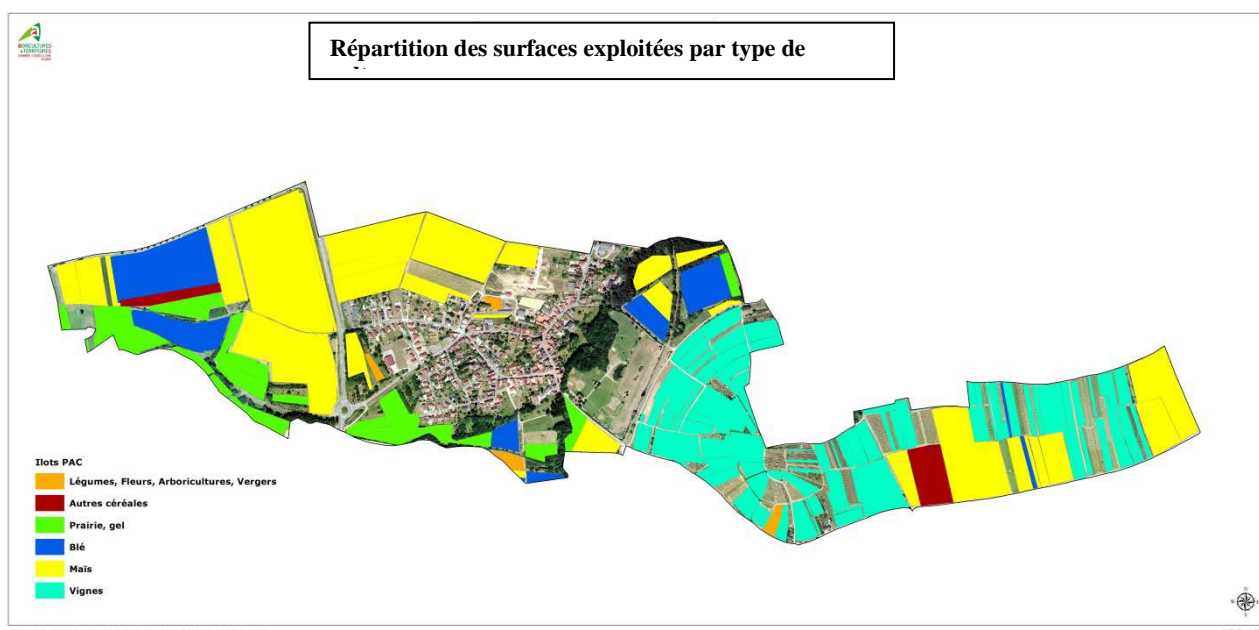 Répartition des surfaces exploitées par type de
Ilots PAC
Légumes, Fleurs, Arboricultures, Vergers
Autres céréales
Prairie, gel
Blé
Maïs
Vignes